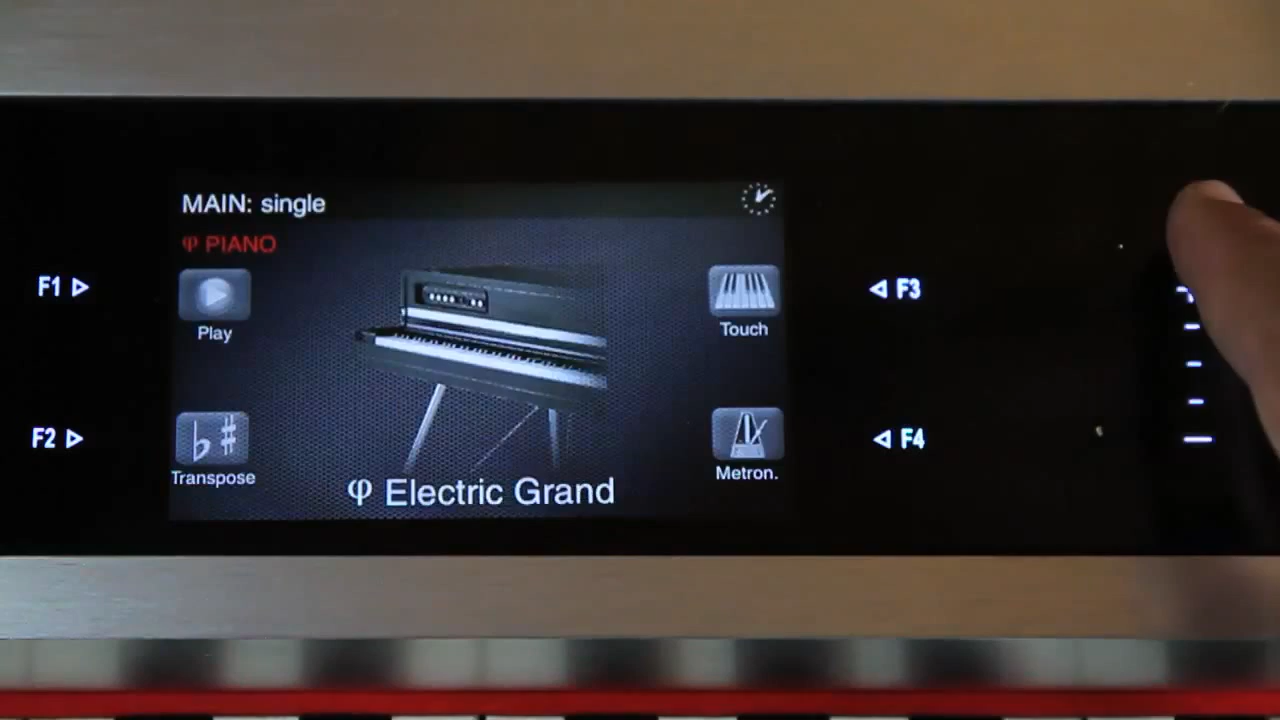 MAIN: single
φ PIANO
F1 ▷
Play
Touch
◁ F3
F2 ▷
Transpose
Metron.
◁ F4
φ Electric Grand